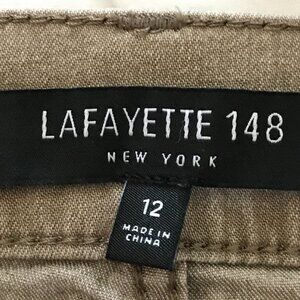 LAFAYETTE 148
NEW YORK
12
MADE IN
CHINA